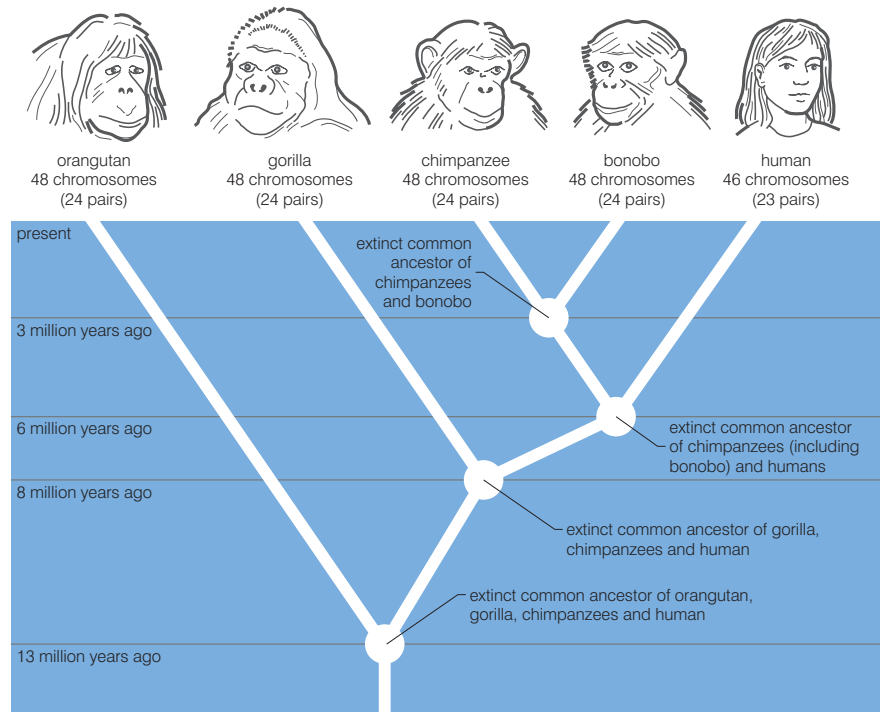 orangutan
48 chromosomes
(24 pairs)
gorilla
48 chromosomes
(24 pairs)
chimpanzee
48 chromosomes
(24 pairs)
bonobo
48 chromosomes
(24 pairs)
human
46 chromosomes
(23 pairs)
present
extinct common
ancestor of
chimpanzees
and bonobo
3 million years ago
6 million years ago
extinct common ancestor
of chimpanzees (including
bonobo) and humans
8 million years ago
extinct common ancestor of gorilla,
chimpanzees and human
extinct common ancestor of orangutan,
gorilla, chimpanzees and human
13 million years ago